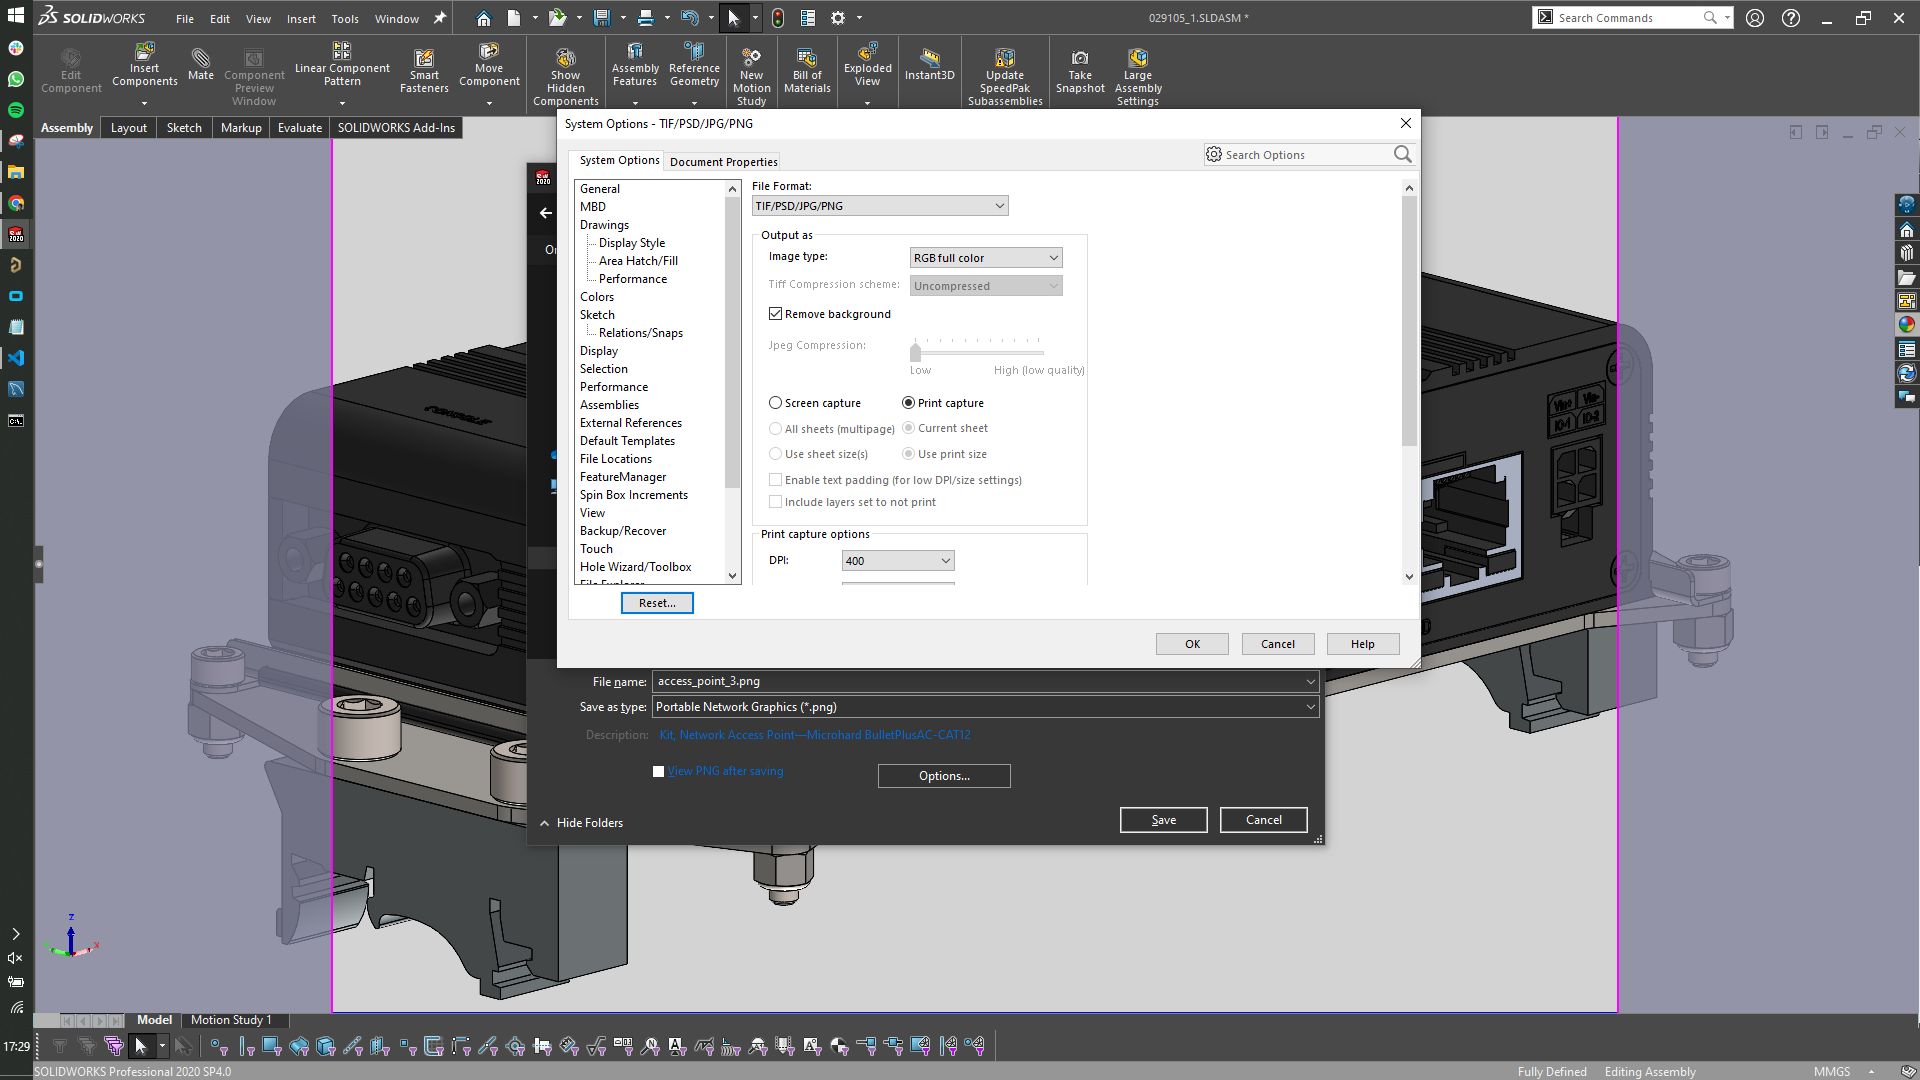 SOLIDWORKS File Edit View Insert Tools Window
029105_1.SLDASM *
Search Commands
Edit Component
Insert Components
Mate
Component Preview Window
Linear Component Pattern
Smart Fasteners
Move Component
Show Hidden Components
Assembly Features
Reference Geometry
New Motion Study
Bill of Materials
Exploded View
Instant3D
Update SpeedPak Subassemblies
Take Snapshot
Large Assembly Settings
Assembly Layout Sketch Markup Evaluate SOLIDWORKS Add-Ins
System Options - TIF/PSD/JPG/PNG
System Options Document Properties
Search Options
General
MBD
Drawings
Display Style
Area Hatch/Fill
Performance
Colors
Sketch
Relations/Snaps
Display
Selection
Performance
Assemblies
External References
Default Templates
File Locations
FeatureManager
Spin Box Increments
View
Backup/Recover
Touch
Hole Wizard/Toolbox
File Explorer
Reset...
File Format:
TIF/PSD/JPG/PNG
Output as
Image type: RGB full color
Tiff Compression scheme: Uncompressed
Remove background
Jpeg Compression:
Low High (low quality)
Screen capture Print capture
All sheets (multipage) Current sheet
Use sheet size(s) Use print size
Enable text padding (for low DPI/size settings)
Include layers set to not print
Print capture options
DPI: 400
OK Cancel Help
File name: access_point_3.png
Save as type: Portable Network Graphics (*.png)
Description: Kit, Network Access Point—Microhard BulletPlusAC-CAT12
View PNG after saving
Options...
Hide Folders
Save Cancel
Vin+ Vin-
IO-1 IO-2
z
x
Model Motion Study 1
17:29
SOLIDWORKS Professional 2020 SP4.0
Fully Defined Editing Assembly MMGS